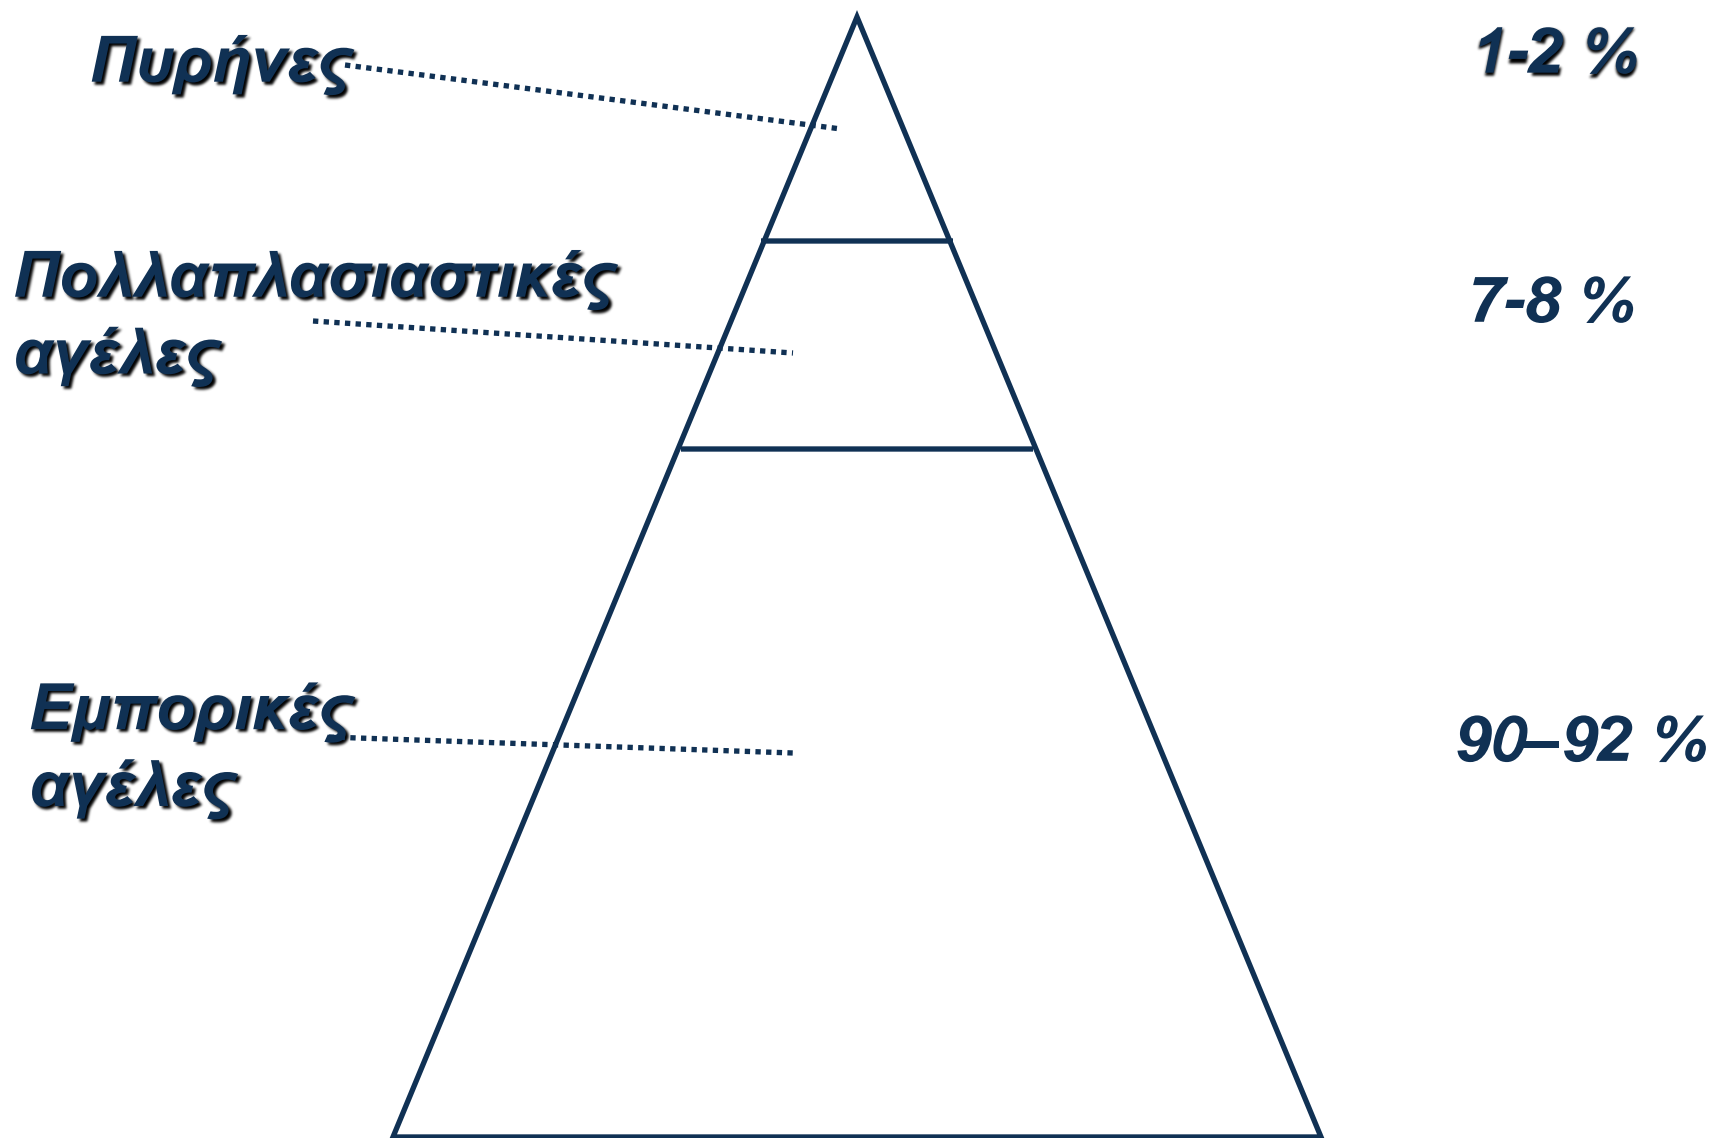 Πυρήνες
1-2 %
Πολλαπλασιαστικές
αγέλες
7-8 %
Εμπορικές
αγέλες
90–92 %